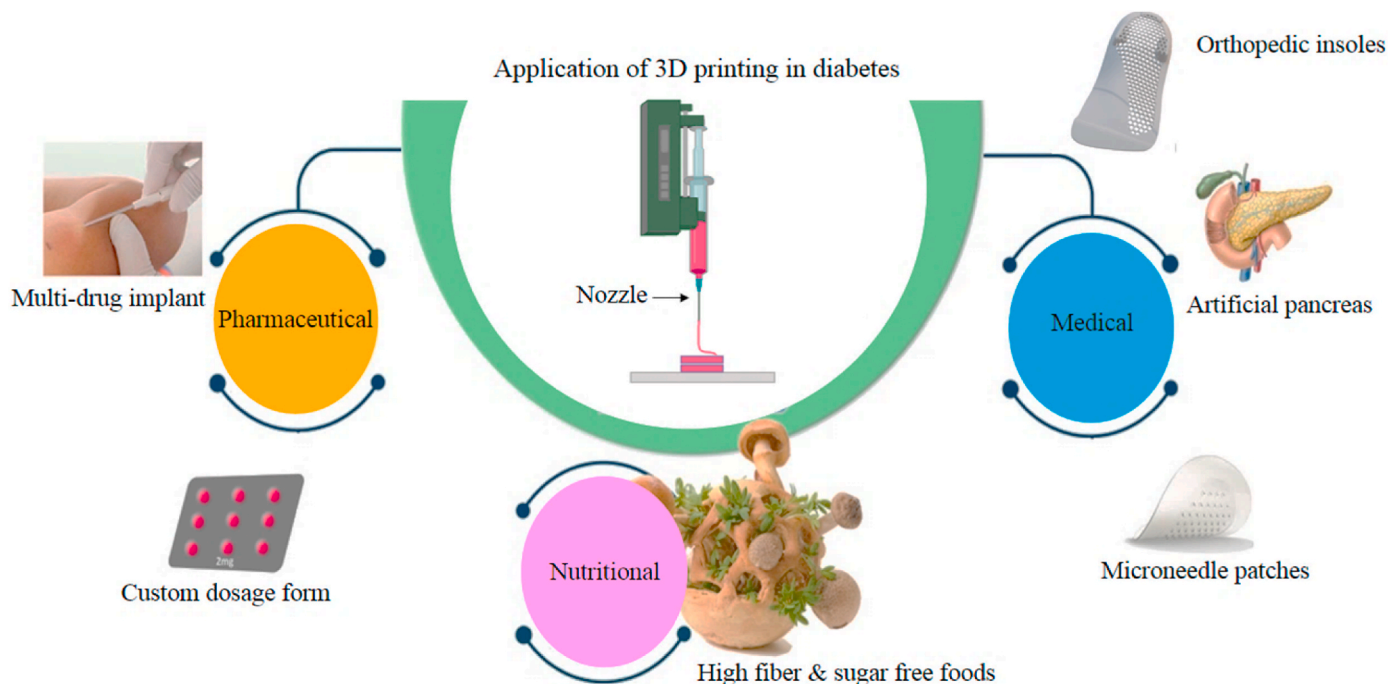 Application of 3D printing in diabetes
Orthopedic insoles
Nozzle
Multi-drug implant
Pharmaceutical
Medical
Artificial pancreas
2mg
Custom dosage form
Nutritional
Microneedle patches
High fiber & sugar free foods